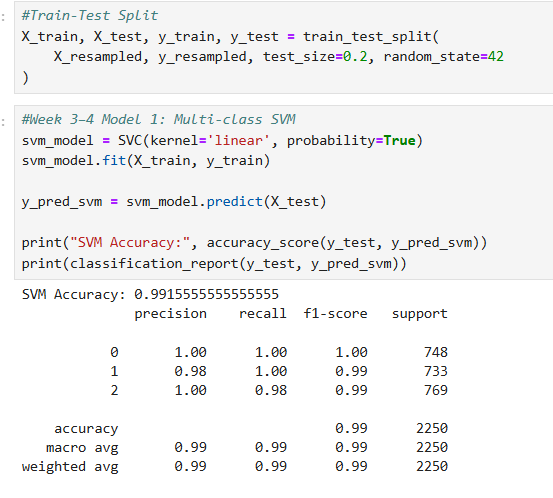 :
#Train-Test Split
X_train, X_test, y_train, y_test = train_test_split(
    X_resampled, y_resampled, test_size=0.2, random_state=42
)
:
#Week 3–4 Model 1: Multi-class SVM
svm_model = SVC(kernel='linear', probability=True)
svm_model.fit(X_train, y_train)

y_pred_svm = svm_model.predict(X_test)

print("SVM Accuracy:", accuracy_score(y_test, y_pred_svm))
print(classification_report(y_test, y_pred_svm))
SVM Accuracy: 0.9915555555555555
              precision    recall  f1-score   support

           0       1.00      1.00      1.00       748
           1       0.98      1.00      0.99       733
           2       1.00      0.98      0.99       769

    accuracy                           0.99      2250
   macro avg       0.99      0.99      0.99      2250
weighted avg       0.99      0.99      0.99      2250